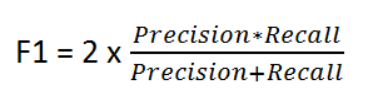 F1 = 2 x Precision∗Recall
Precision+Recall